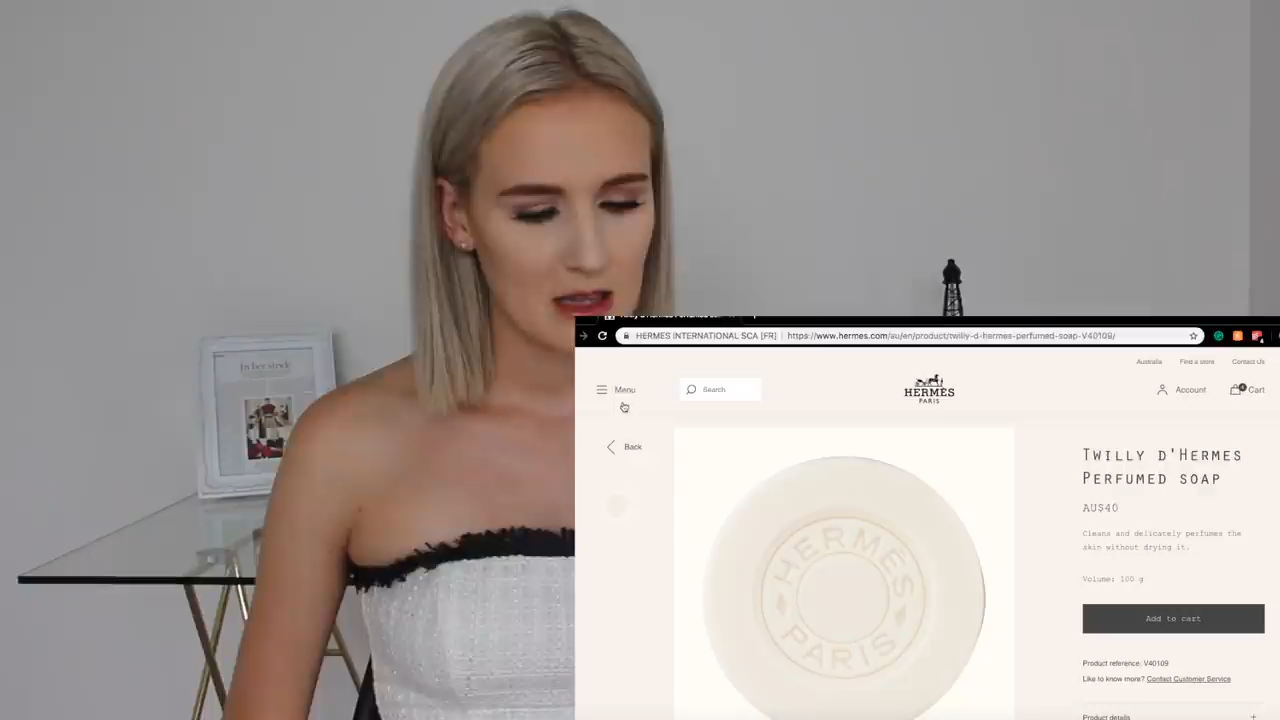 In her stride
HERMES INTERNATIONAL SCA [FR] https://www.hermes.com/au/en/product/twilly-d-hermes-perfumed-soap-V40109/
Australia Find a store Contact Us
Menu Search HERMES PARIS Account Cart
Back
HERMES
PARIS
TWILLY D'HERMES
PERFUMED SOAP
AU$40
Cleans and delicately perfumes the
skin without drying it.
Volume: 100 g
Add to cart
Product reference: V40109
Like to know more? Contact Customer Service
Product details +